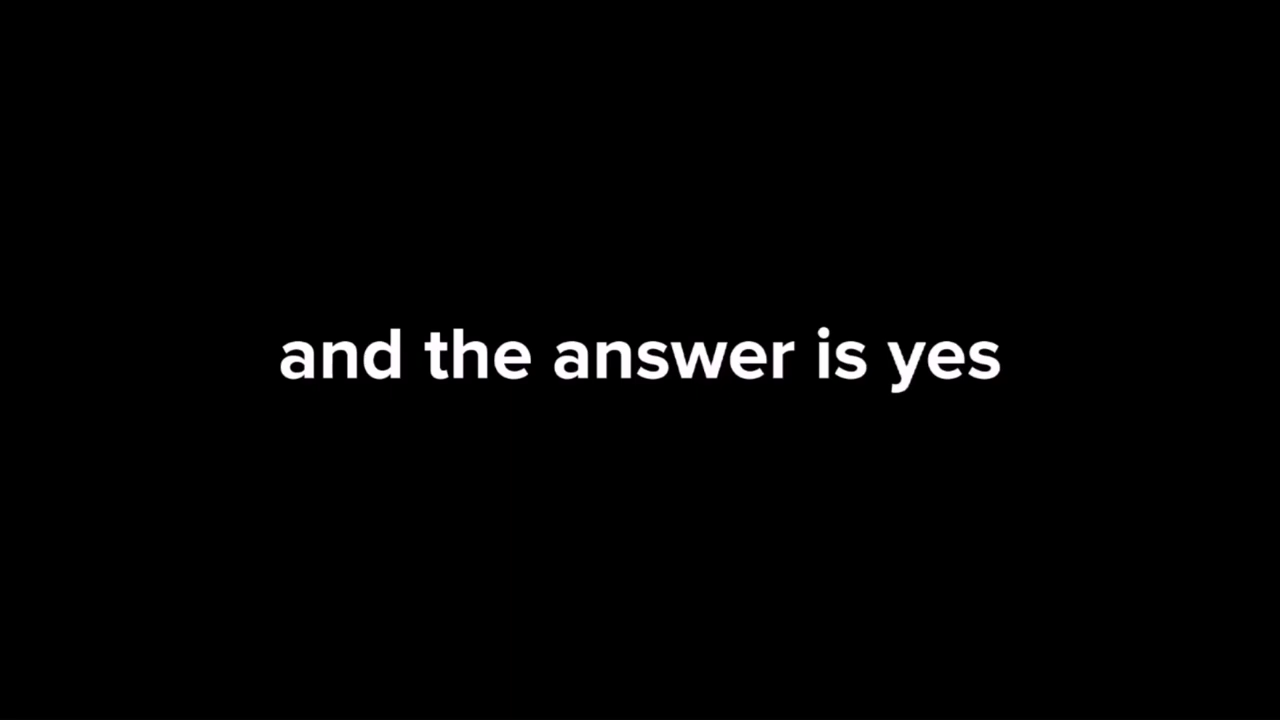 and the answer is yes